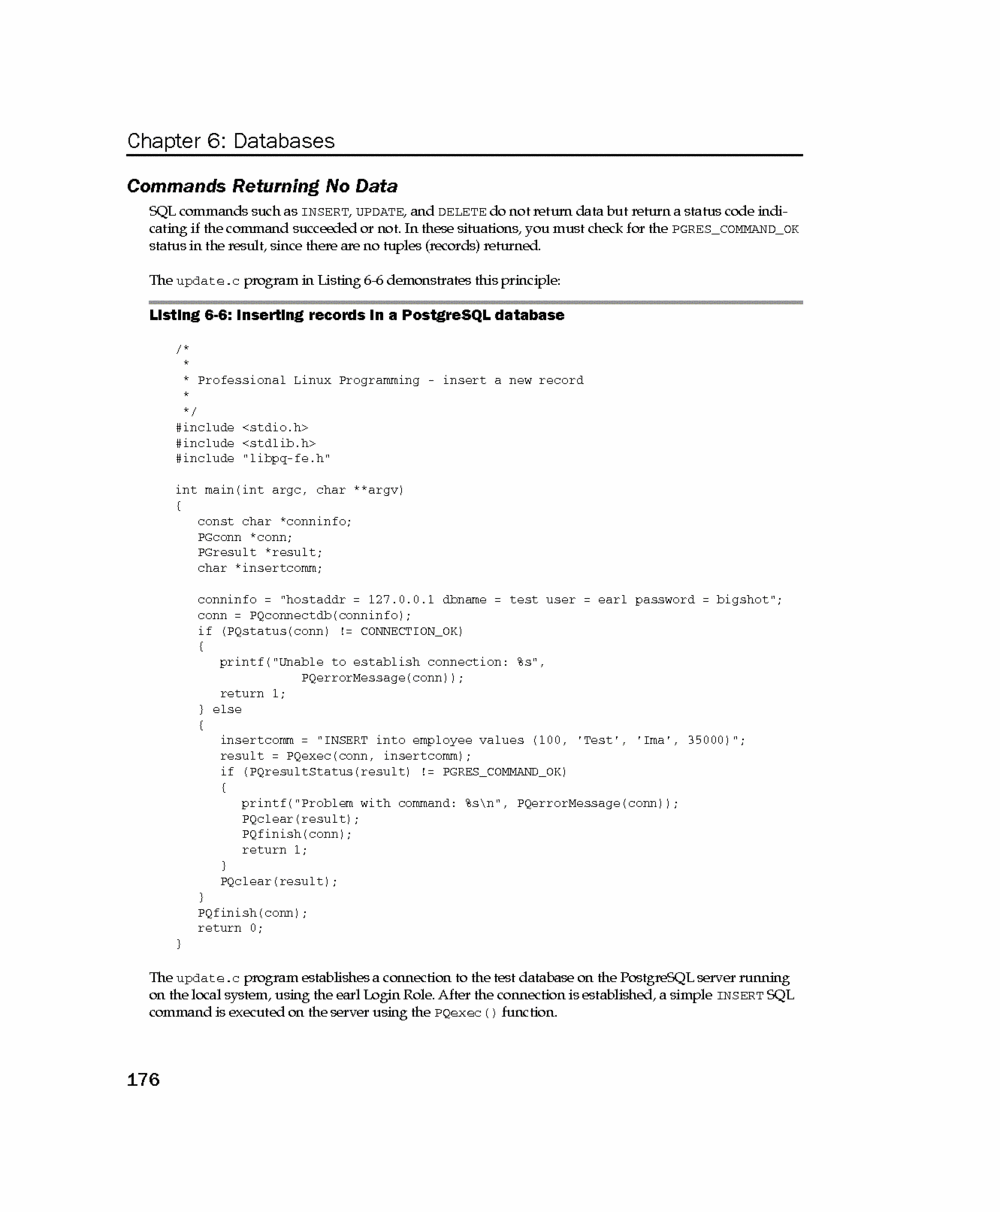 Chapter 6: Databases
Commands Returning No Data
SQL commands such as INSERT, UPDATE, and DELETE do not return data but return a status code indi-
cating if the command succeeded or not. In these situations, you must check for the PGRES_COMMAND_OK
status in the result, since there are no tuples (records) returned.
The update.c program in Listing 6-6 demonstrates this principle:
Listing 6-6: Inserting records in a PostgreSQL database
/*
 *
 * Professional Linux Programming - insert a new record
 *
 */
#include <stdio.h>
#include <stdlib.h>
#include "libpq-fe.h"
int main(int argc, char **argv)
{
   const char *conninfo;
   PGconn *conn;
   PGresult *result;
   char *insertcomm;
   conninfo = "hostaddr = 127.0.0.1 dbname = test user = earl password = bigshot";
   conn = PQconnectdb(conninfo);
   if (PQstatus(conn) != CONNECTION_OK)
   {
      printf("Unable to establish connection: %s",
                 PQerrorMessage(conn));
      return 1;
   } else
   {
      insertcomm = "INSERT into employee values (100, 'Test', 'Ima', 35000)";
      result = PQexec(conn, insertcomm);
      if (PQresultStatus(result) != PGRES_COMMAND_OK)
      {
         printf("Problem with command: %s\n", PQerrorMessage(conn));
         PQclear(result);
         PQfinish(conn);
         return 1;
      }
      PQclear(result);
   }
   PQfinish(conn);
   return 0;
}
The update.c program establishes a connection to the test database on the PostgreSQL server running
on the local system, using the earl Login Role. After the connection is established, a simple INSERT SQL
command is executed on the server using the PQexec() function.
176